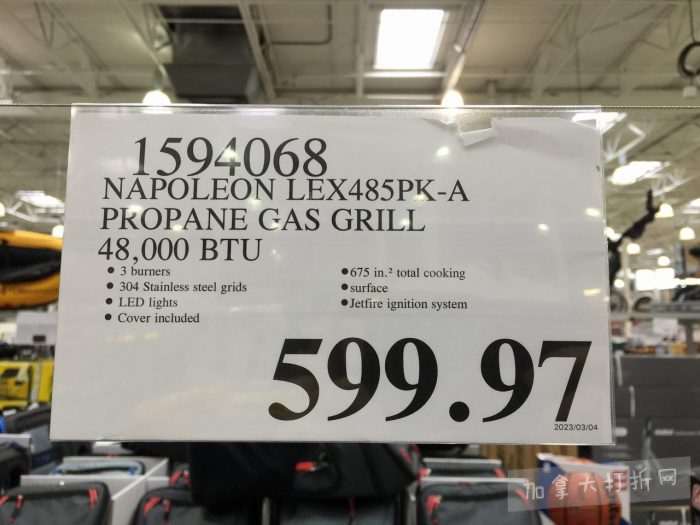 1594068
NAPOLEON LEX485PK-A
PROPANE GAS GRILL
48,000 BTU
• 3 burners
• 304 Stainless steel grids
• LED lights
• Cover included
• 675 in.² total cooking
• surface
• Jetfire ignition system
599.97
2023/03/04
加拿大打折网